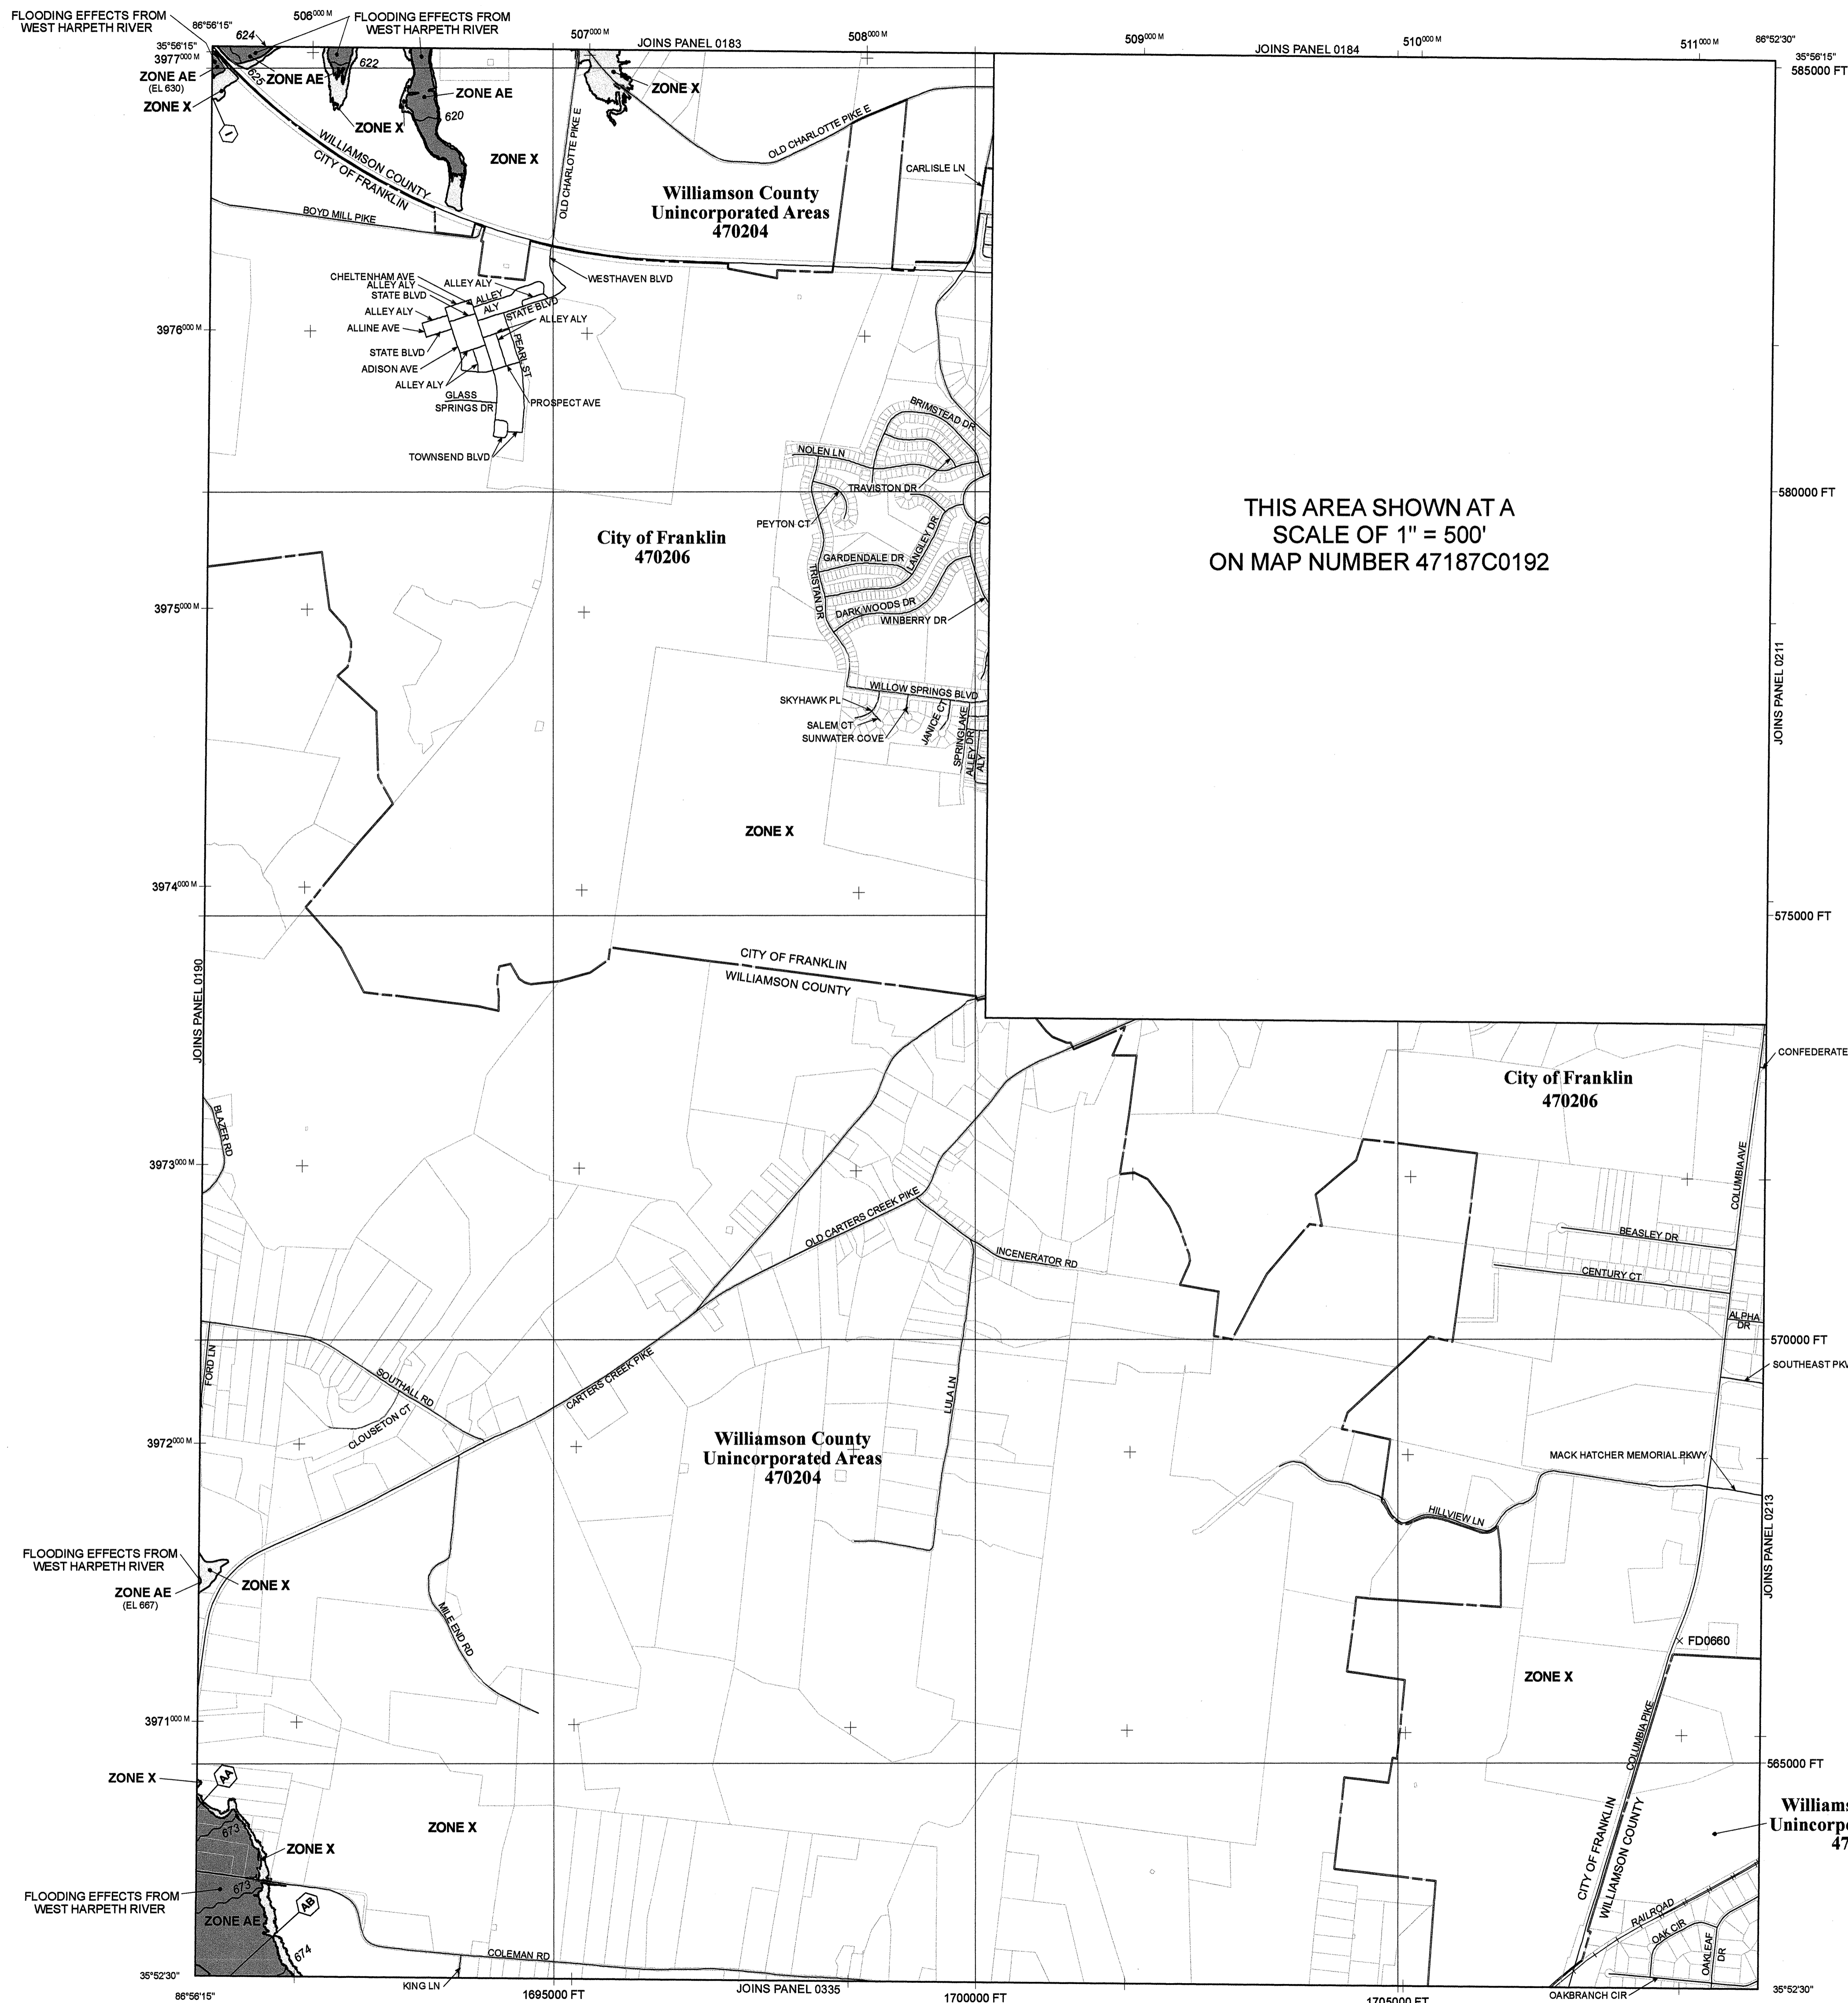 FLOODING EFFECTS FROM
WEST HARPETH RIVER
86°56'15"
506000 M
FLOODING EFFECTS FROM
WEST HARPETH RIVER
507000 M
JOINS PANEL 0183
508000 M
509000 M
JOINS PANEL 0184
510000 M
511000 M
86°52'30"
35°56'15"
3977000 M
35°56'15"
585000 FT
624
625
622
620
ZONE AE
(EL 630)
ZONE X
ZONE AE
ZONE X
ZONE AE
ZONE X
ZONE X
I
WILLIAMSON COUNTY
CITY OF FRANKLIN
BOYD MILL PIKE
OLD CHARLOTTE PIKE E
OLD CHARLOTTE PIKE E
CARLISLE LN
Williamson County
Unincorporated Areas
470204
WESTHAVEN BLVD
CHELTENHAM AVE
ALLEY ALY
STATE BLVD
ALLEY ALY
ALLEY
ALY
STATE BLVD
ALLEY ALY
ALLEY ALY
ALLINE AVE
STATE BLVD
ADISON AVE
ALLEY ALY
PEARL ST
GLASS
SPRINGS DR
PROSPECT AVE
TOWNSEND BLVD
3976000 M
BRIMSTEAD DR
NOLEN LN
TRAVISTON DR
PEYTON CT
LANGLEY DR
GARDENDALE DR
TRISTAN DR
DARK WOODS DR
WINBERRY DR
City of Franklin
470206
THIS AREA SHOWN AT A
SCALE OF 1" = 500'
ON MAP NUMBER 47187C0192
580000 FT
3975000 M
JOINS PANEL 0211
WILLOW SPRINGS BLVD
SKYHAWK PL
SALEM CT
SUNWATER COVE
JANICE CT
SPRINGLAKE
ALLEY DR
ALY
ZONE X
3974000 M
575000 FT
JOINS PANEL 0190
CITY OF FRANKLIN
WILLIAMSON COUNTY
CONFEDERATE
City of Franklin
470206
BLAZER RD
3973000 M
COLUMBIA AVE
OLD CARTERS CREEK PIKE
INCENERATOR RD
BEASLEY DR
CENTURY CT
ALPHA
DR
570000 FT
FORD LN
SOUTHALL RD
CLOUSETON CT
CARTERS CREEK PIKE
LULA LN
SOUTHEAST PKW
3972000 M
Williamson County
Unincorporated Areas
470204
MACK HATCHER MEMORIAL PKWY
HILLVIEW LN
JOINS PANEL 0213
FLOODING EFFECTS FROM
WEST HARPETH RIVER
ZONE AE
(EL 667)
ZONE X
MILE END RD
FD0660
ZONE X
3971000 M
COLUMBIA PIKE
565000 FT
ZONE X
AA
673
ZONE X
ZONE X
673
FLOODING EFFECTS FROM
WEST HARPETH RIVER
ZONE AE
AB
674
COLEMAN RD
KING LN
CITY OF FRANKLIN
WILLIAMSON COUNTY
Williams
Unincorpo
47
RAILROAD
OAK CIR
OAKLEAF
DR
OAKBRANCH CIR
35°52'30"
86°56'15"
1695000 FT
JOINS PANEL 0335
1700000 FT
1705000 FT
35°52'30"